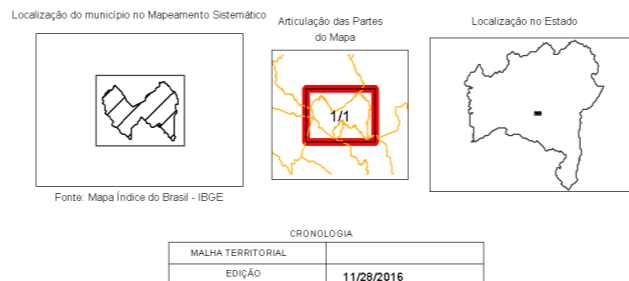 Localização do município no Mapeamento Sistemático
Articulação das Partes
do Mapa
Localização no Estado
1/1
Fonte: Mapa Índice do Brasil - IBGE
CRONOLOGIA
MALHA TERRITORIAL
EDIÇÃO 11/28/2016